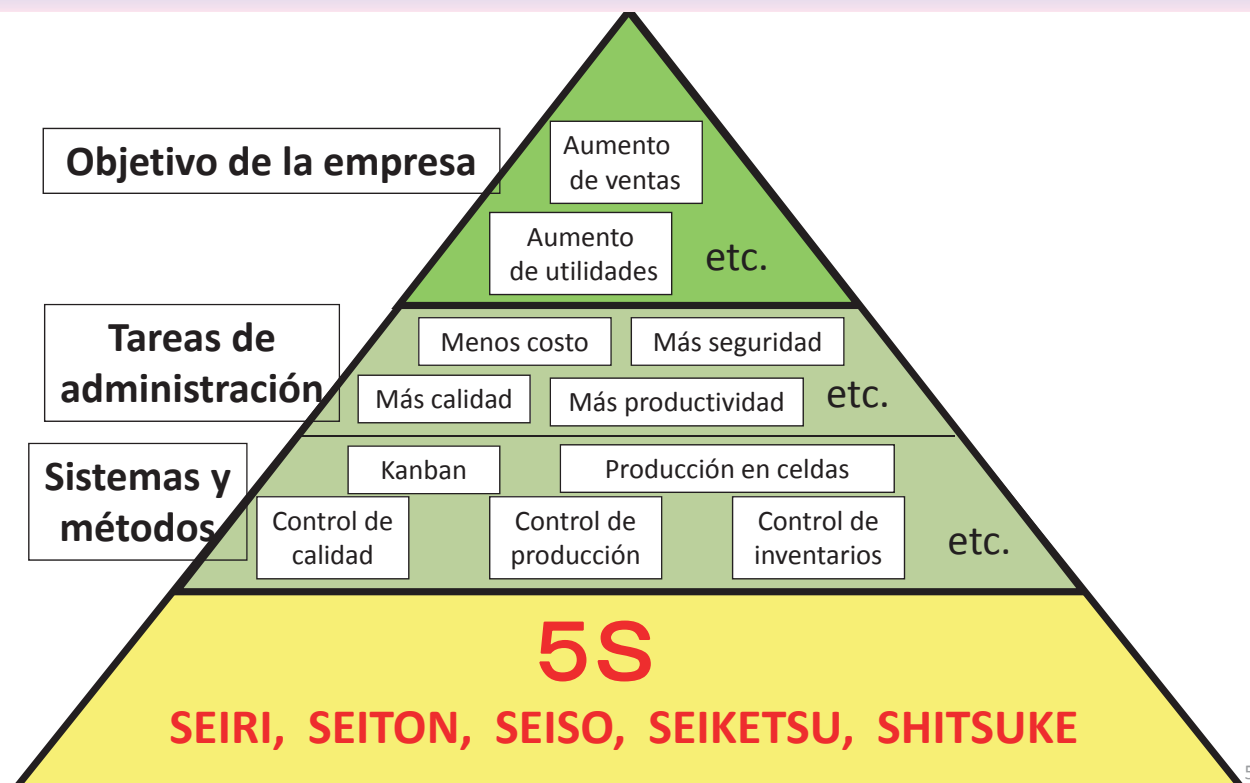 Objetivo de la empresa
Aumento
de ventas
Aumento
de utilidades
etc.
Tareas de
administración
Menos costo
Más seguridad
Más calidad
Más productividad
etc.
Sistemas y
métodos
Kanban
Producción en celdas
Control de
calidad
Control de
producción
Control de
inventarios
etc.
5S
SEIRI, SEITON, SEISO, SEIKETSU, SHITSUKE
5